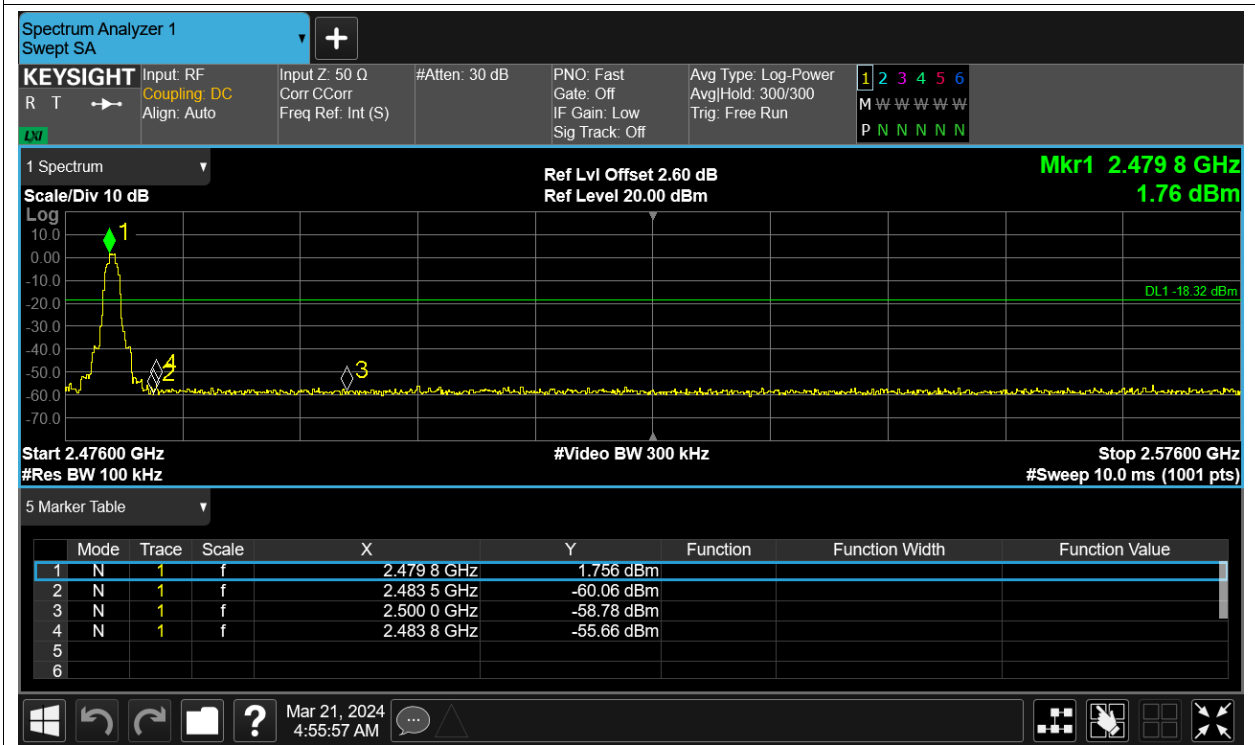 Spectrum Analyzer 1
Swept SA
+
KEYSIGHT
R T
LXI
Input: RF
Coupling: DC
Align: Auto
Input Z: 50 Ω
Corr CCorr
Freq Ref: Int (S)
#Atten: 30 dB
PNO: Fast
Gate: Off
IF Gain: Low
Sig Track: Off
Avg Type: Log-Power
Avg|Hold: 300/300
Trig: Free Run
1 2 3 4 5 6
M W W W W W
P N N N N N
1 Spectrum
Scale/Div 10 dB
Ref Lvl Offset 2.60 dB
Ref Level 20.00 dBm
Mkr1 2.479 8 GHz
1.76 dBm
Log
10.0
0.00
-10.0
-20.0
-30.0
-40.0
-50.0
-60.0
-70.0
1
4
2
3
DL1 -18.32 dBm
Start 2.47600 GHz
#Res BW 100 kHz
#Video BW 300 kHz
Stop 2.57600 GHz
#Sweep 10.0 ms (1001 pts)
5 Marker Table
Mode Trace Scale X Y Function Function Width Function Value
1 N 1 f 2.479 8 GHz 1.756 dBm
2 N 1 f 2.483 5 GHz -60.06 dBm
3 N 1 f 2.500 0 GHz -58.78 dBm
4 N 1 f 2.483 8 GHz -55.66 dBm
5
6
?
Mar 21, 2024
4:55:57 AM